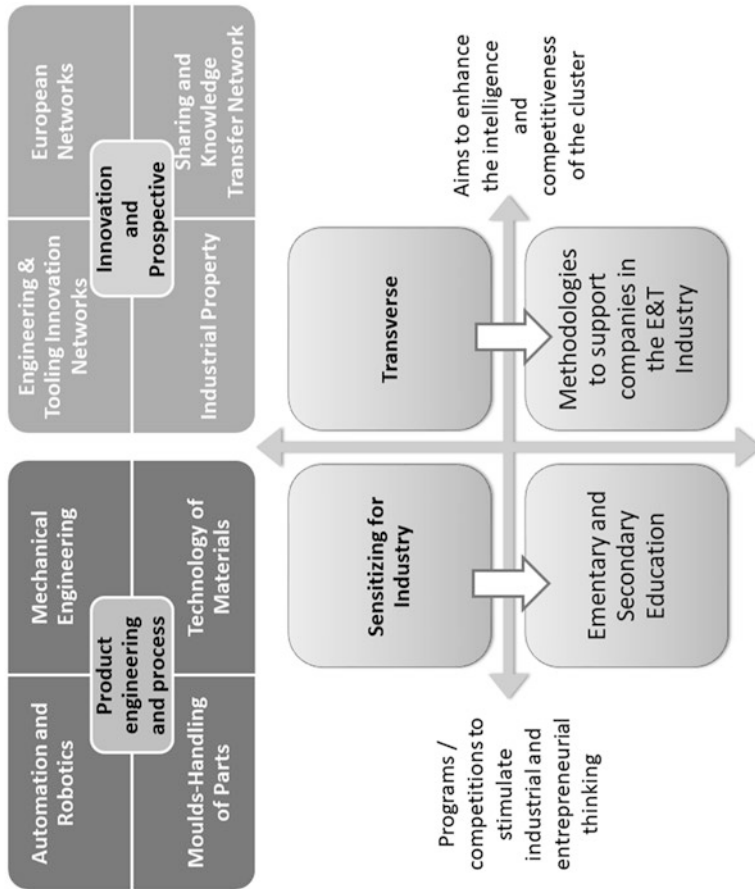 Automation and
Robotics
Mechanical
Engineering
Product
engineering
and process
Moulds-Handling
of Parts
Technology of
Materials
Engineering &
Tooling Innovation
Networks
European
Networks
Innovation
and
Prospective
Industrial Property
Sharing and
Knowledge
Transfer Network
Programs /
competitions to
stimulate
industrial and
entrepreneurial
thinking
Sensitizing for
Industry
Transverse
Ementary and
Secondary
Education
Methodologies
to support
companies in
the E&T
Industry
Aims to enhance
the intelligence
and
competitiveness
of the cluster